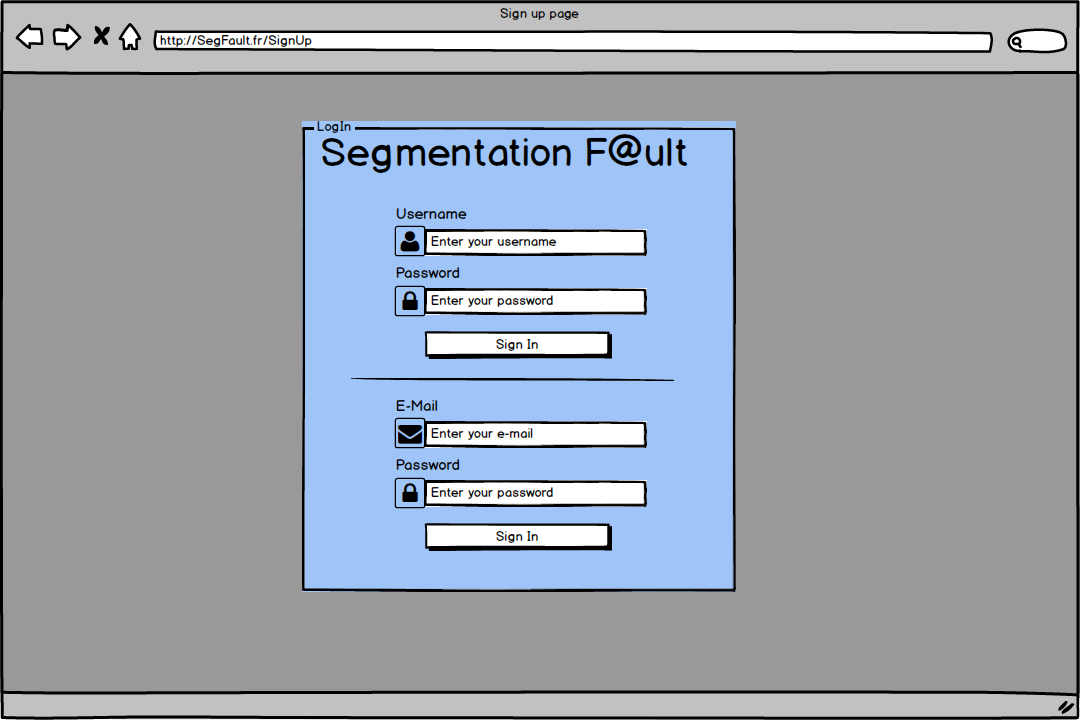 Sign up page
http://SegFault.fr/SignUp
LogIn
Segmentation F@ult
Username
Enter your username
Password
Enter your password
Sign In
E-Mail
Enter your e-mail
Password
Enter your password
Sign In